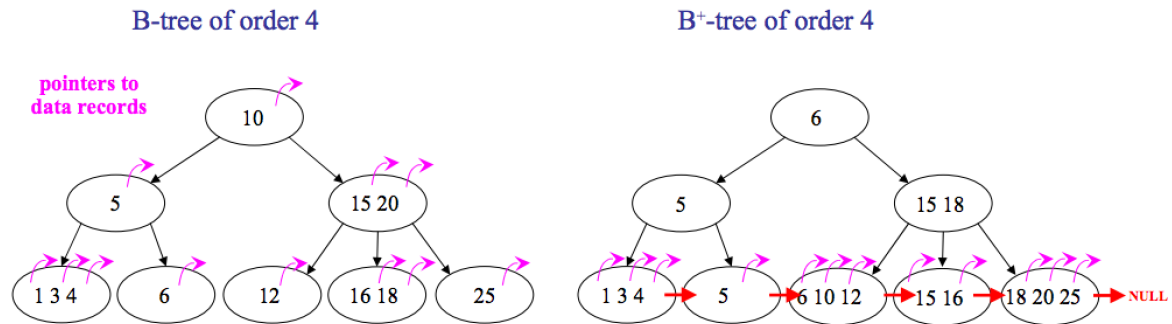 B-tree of order 4
B⁺-tree of order 4
pointers to
data records
10
5
15 20
1 3 4
6
12
16 18
25
6
5
15 18
1 3 4
5
6 10 12
15 16
18 20 25
NULL